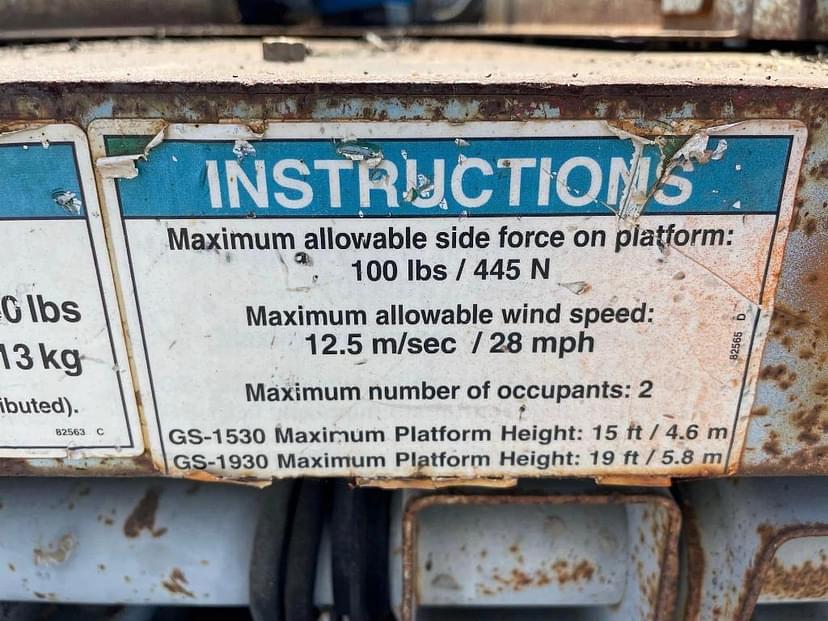 INSTRUCTIONS
Maximum allowable side force on platform:
100 lbs / 445 N
Maximum allowable wind speed:
12.5 m/sec / 28 mph
Maximum number of occupants: 2
GS-1530 Maximum Platform Height: 15 ft / 4.6 m
GS-1930 Maximum Platform Height: 19 ft / 5.8 m
82565 D
0 lbs
13 kg
ibuted).
82563 C